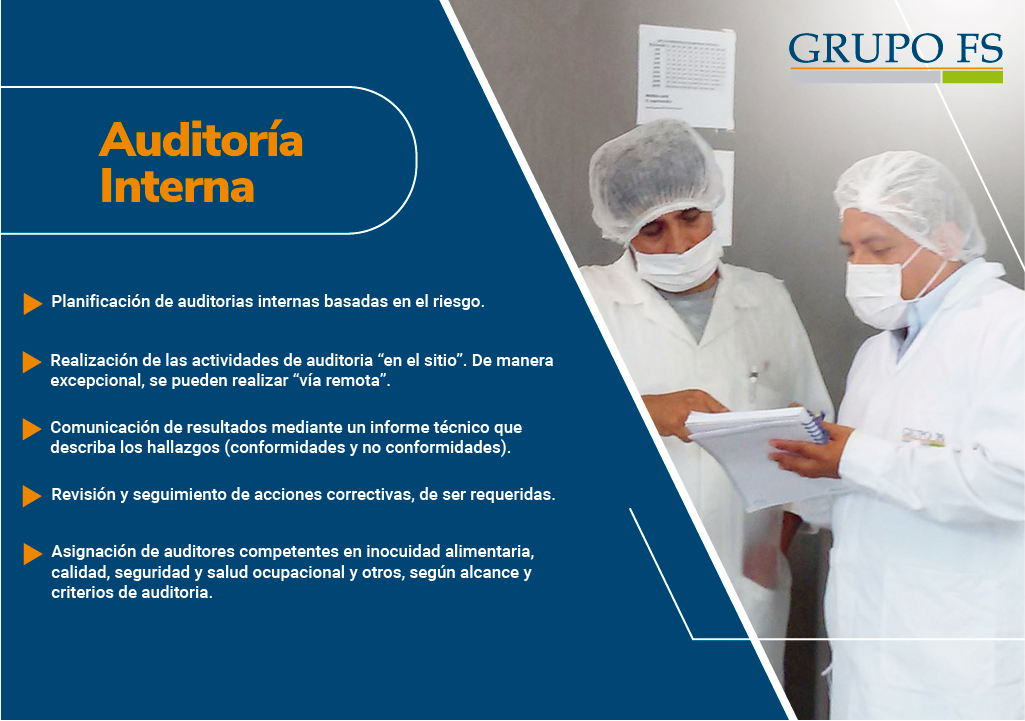 GRUPO FS
Auditoría
Interna
Planificación de auditorias internas basadas en el riesgo.
Realización de las actividades de auditoria “en el sitio”. De manera
excepcional, se pueden realizar “vía remota”.
Comunicación de resultados mediante un informe técnico que
describa los hallazgos (conformidades y no conformidades).
Revisión y seguimiento de acciones correctivas, de ser requeridas.
Asignación de auditores competentes en inocuidad alimentaria,
calidad, seguridad y salud ocupacional y otros, según alcance y
criterios de auditoria.